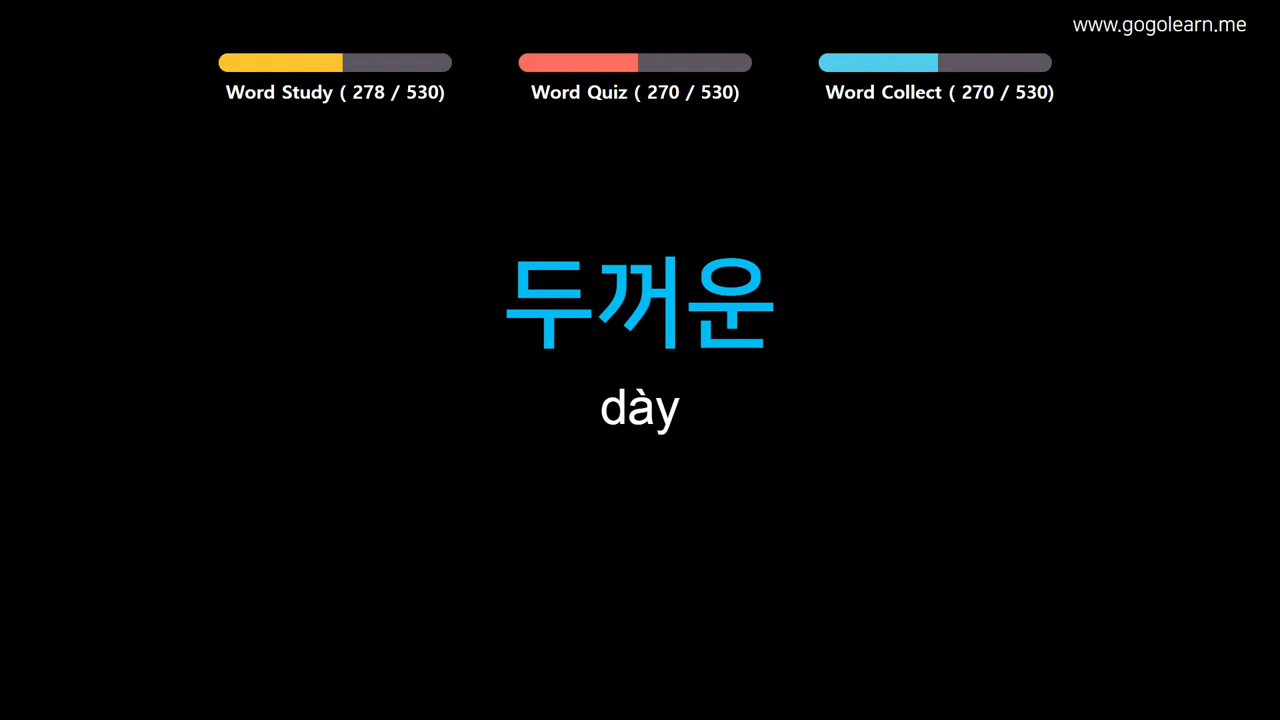 www.gogolearn.me
Word Study ( 278 / 530)
Word Quiz ( 270 / 530)
Word Collect ( 270 / 530)
두꺼운
dày